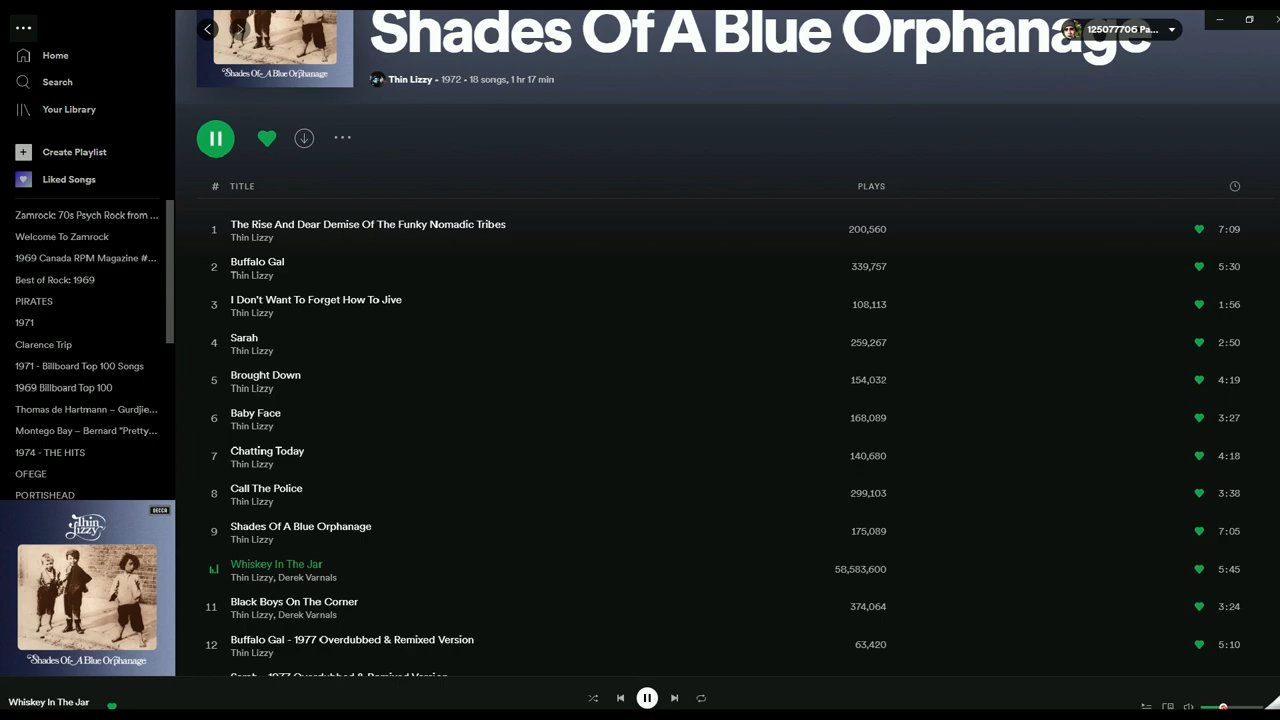 Home
Search
Your Library
Create Playlist
Liked Songs
Zamrock: 70s Psych Rock from ...
Welcome To Zamrock
1969 Canada RPM Magazine #...
Best of Rock: 1969
PIRATES
1971
Clarence Trip
1971 - Billboard Top 100 Songs
1969 Billboard Top 100
Thomas de Hartmann – Gurdjie...
Montego Bay – Bernard "Pretty...
1974 - THE HITS
OFEGE
PORTISHEAD
DECCA
Thin Lizzy
Shades Of A Blue Orphanage
Shades Of A Blue Orphanage
Shades Of A Blue Orphanage
125077706 Pa...
Thin Lizzy • 1972 • 18 songs, 1 hr 17 min
# TITLE PLAYS
1 The Rise And Dear Demise Of The Funky Nomadic Tribes 200,560 7:09
Thin Lizzy
2 Buffalo Gal 339,757 5:30
Thin Lizzy
3 I Don't Want To Forget How To Jive 108,113 1:56
Thin Lizzy
4 Sarah 259,267 2:50
Thin Lizzy
5 Brought Down 154,032 4:19
Thin Lizzy
6 Baby Face 168,089 3:27
Thin Lizzy
7 Chatting Today 140,680 4:18
Thin Lizzy
8 Call The Police 299,103 3:38
Thin Lizzy
9 Shades Of A Blue Orphanage 175,089 7:05
Thin Lizzy
Whiskey In The Jar 58,583,600 5:45
Thin Lizzy, Derek Varnals
11 Black Boys On The Corner 374,064 3:24
Thin Lizzy, Derek Varnals
12 Buffalo Gal - 1977 Overdubbed & Remixed Version 63,420 5:10
Thin Lizzy
Sarah - 1977 Overdubbed & Remixed Version
Whiskey In The Jar